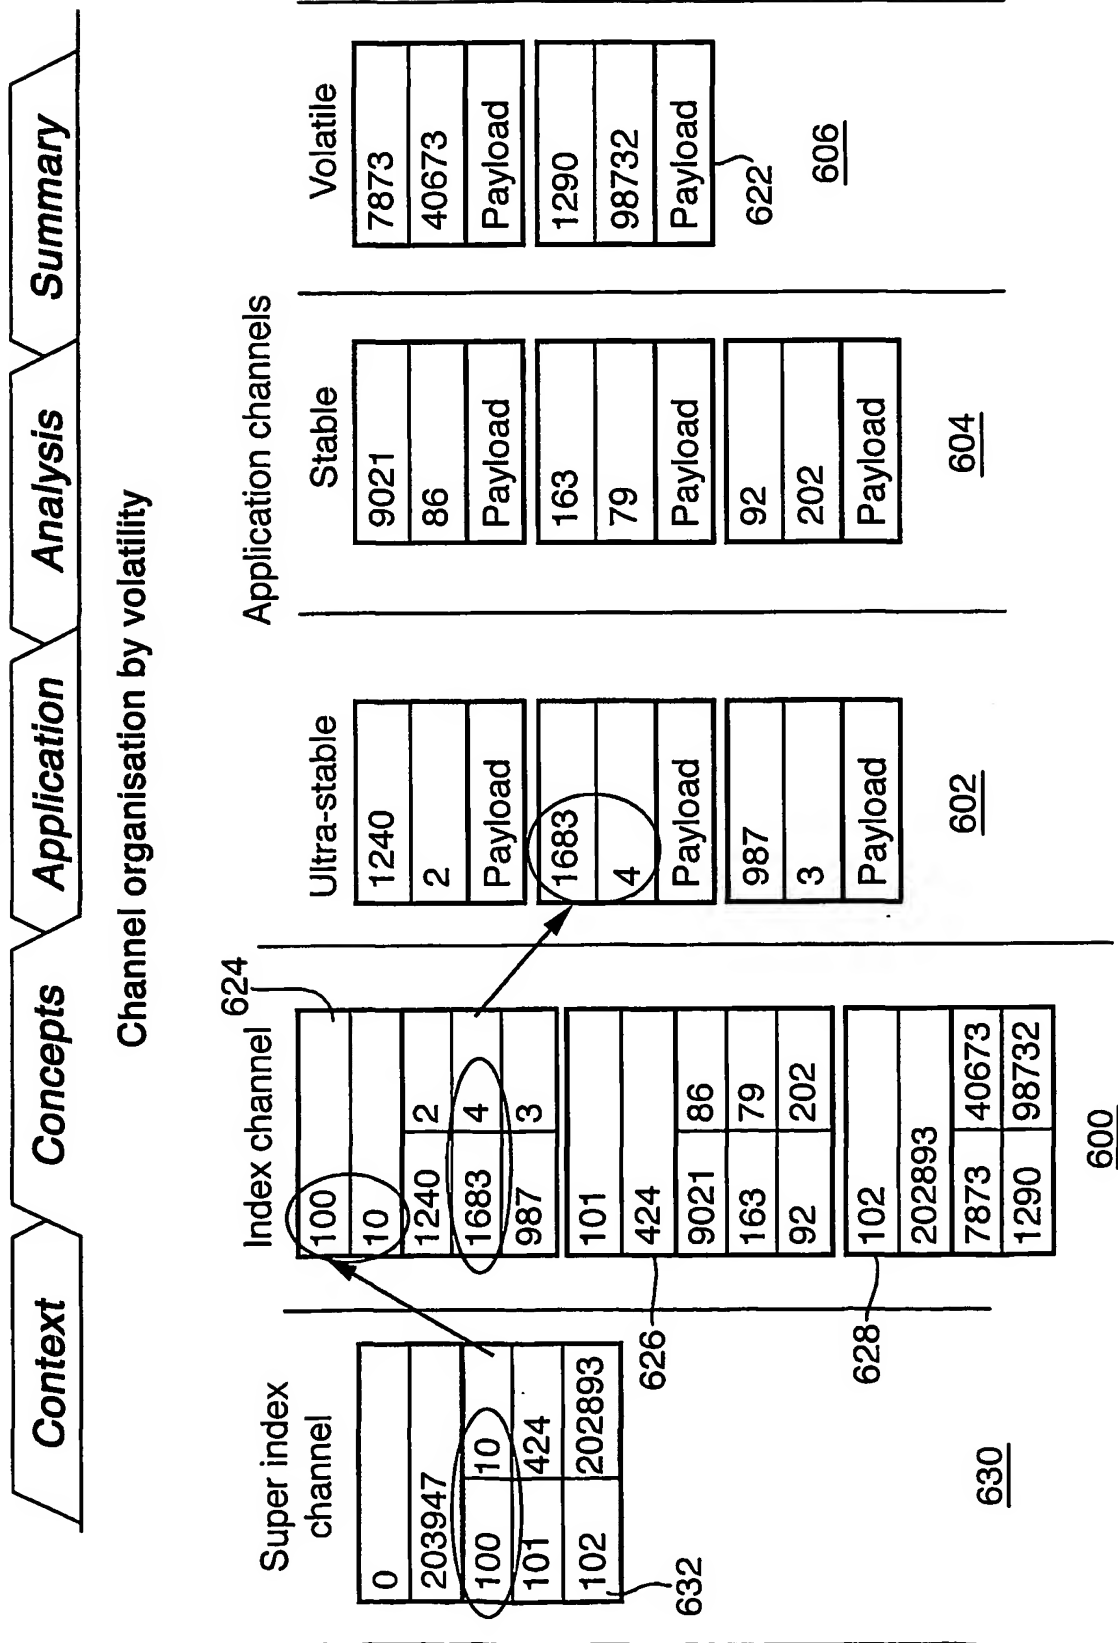 Context
Concepts
Application
Analysis
Summary
Channel organisation by volatility
Super index
channel
0
203947
100 10
101 424
102 202893
632
630
Index channel
624
100
10
1240 2
1683 4
987 3
101
424
9021 86
163 79
92 202
626
102
202893
7873 40673
1290 98732
628
600
Application channels
Ultra-stable
1240
2
Payload
1683
4
Payload
987
3
Payload
602
Stable
9021
86
Payload
163
79
Payload
92
202
Payload
604
Volatile
7873
40673
Payload
1290
98732
Payload
622
606